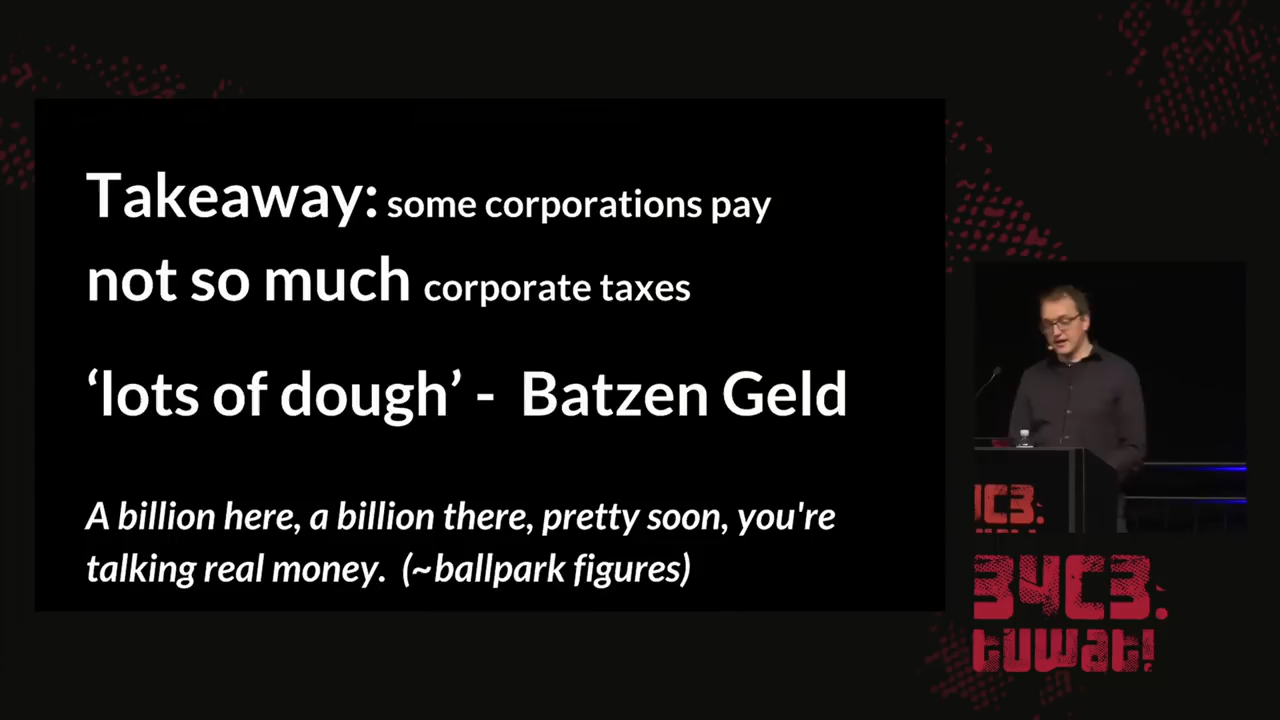 Takeaway: some corporations pay
not so much corporate taxes
‘lots of dough’ - Batzen Geld
A billion here, a billion there, pretty soon, you're
talking real money. (~ballpark figures)
34C3.
tuwat!